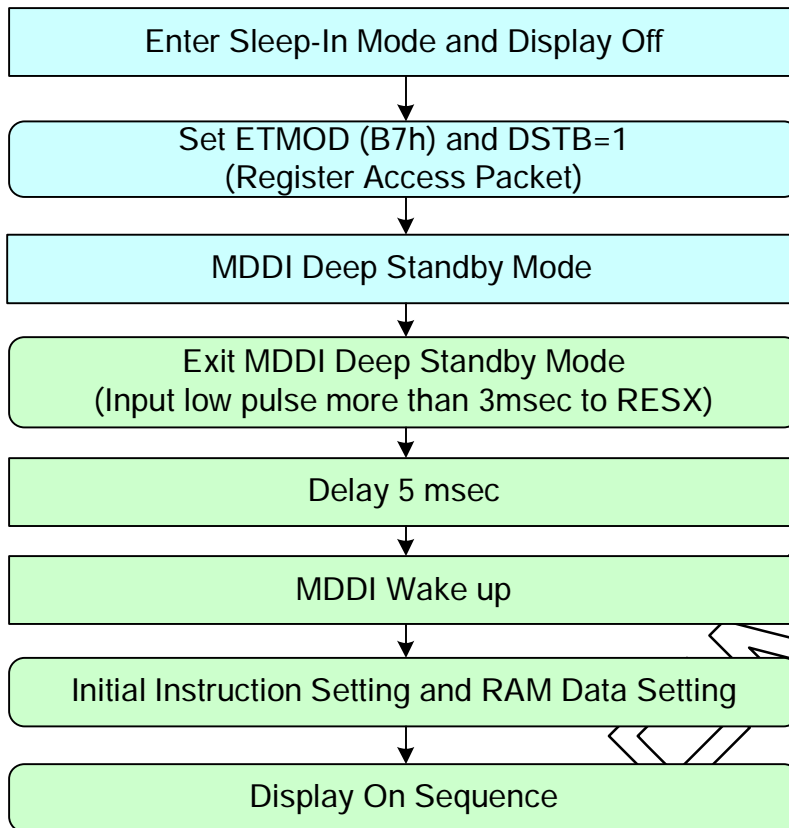 Enter Sleep-In Mode and Display Off
Set ETMOD (B7h) and DSTB=1
(Register Access Packet)
MDDI Deep Standby Mode
Exit MDDI Deep Standby Mode
(Input low pulse more than 3msec to RESX)
Delay 5 msec
MDDI Wake up
Initial Instruction Setting and RAM Data Setting
Display On Sequence